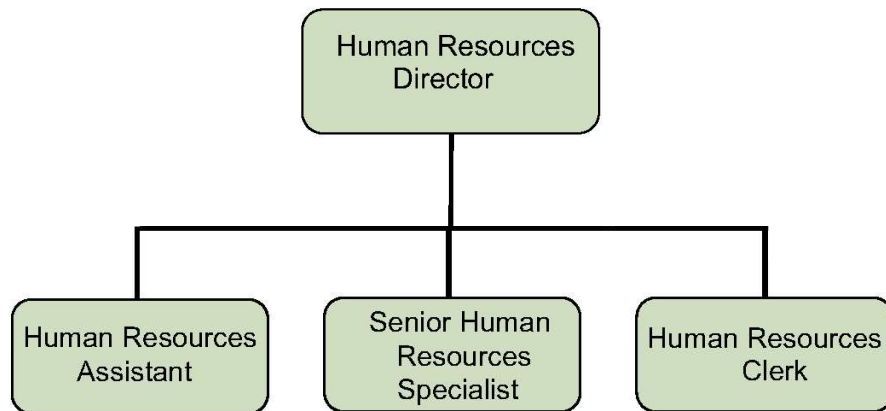 Human Resources
Director
Human Resources
Assistant
Senior Human
Resources
Specialist
Human Resources
Clerk